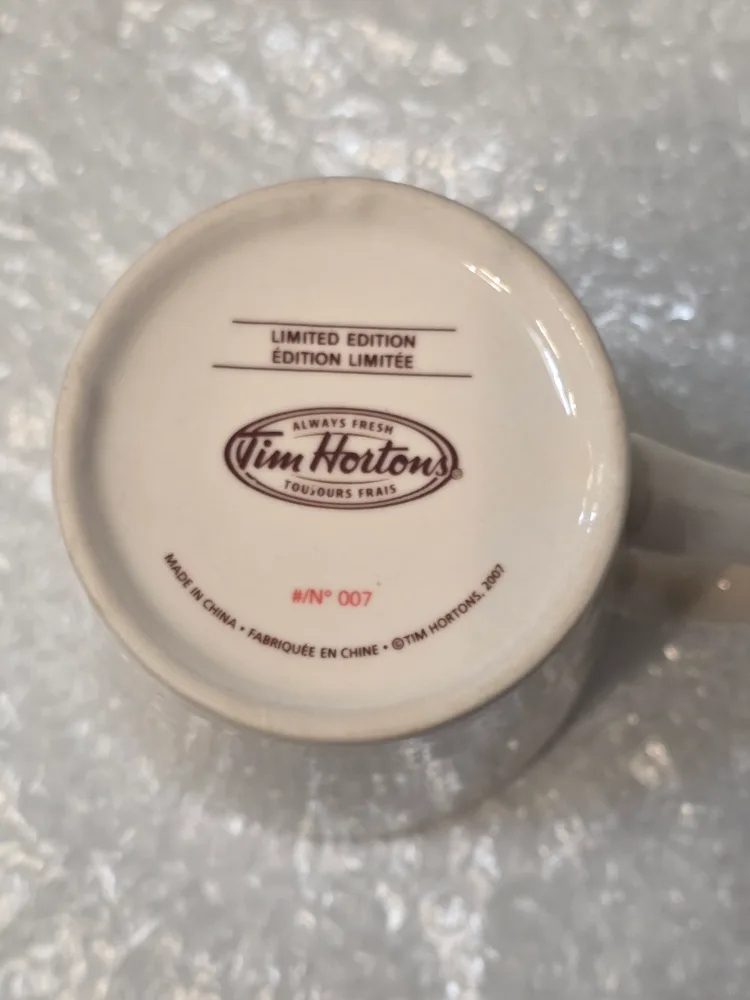 LIMITED EDITION
ÉDITION LIMITÉE
ALWAYS FRESH
Tim Hortons®
TOUJOURS FRAIS
#/N° 007
MADE IN CHINA • FABRIQUÉE EN CHINE • ©TIM HORTONS, 2007